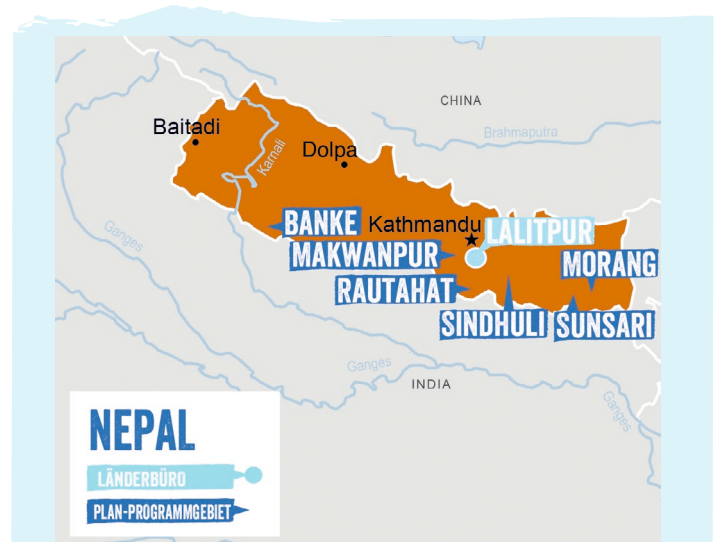 CHINA
Baitadi
Brahmaputra
Dolpa
Karnali
Ganges
BANKE
Kathmandu
LALITPUR
MAKWANPUR
MORANG
RAUTAHAT
SINDHULI
SUNSARI
Ganges
INDIA
Ganges
NEPAL
LÄNDERBÜRO
PLAN-PROGRAMMGEBIET